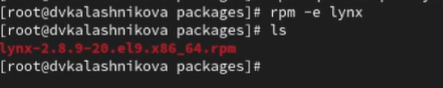 [root@dvkalashnikova packages]# rpm -e lynx
[root@dvkalashnikova packages]# ls
lynx-2.8.9-20.el9.x86_64.rpm
[root@dvkalashnikova packages]#